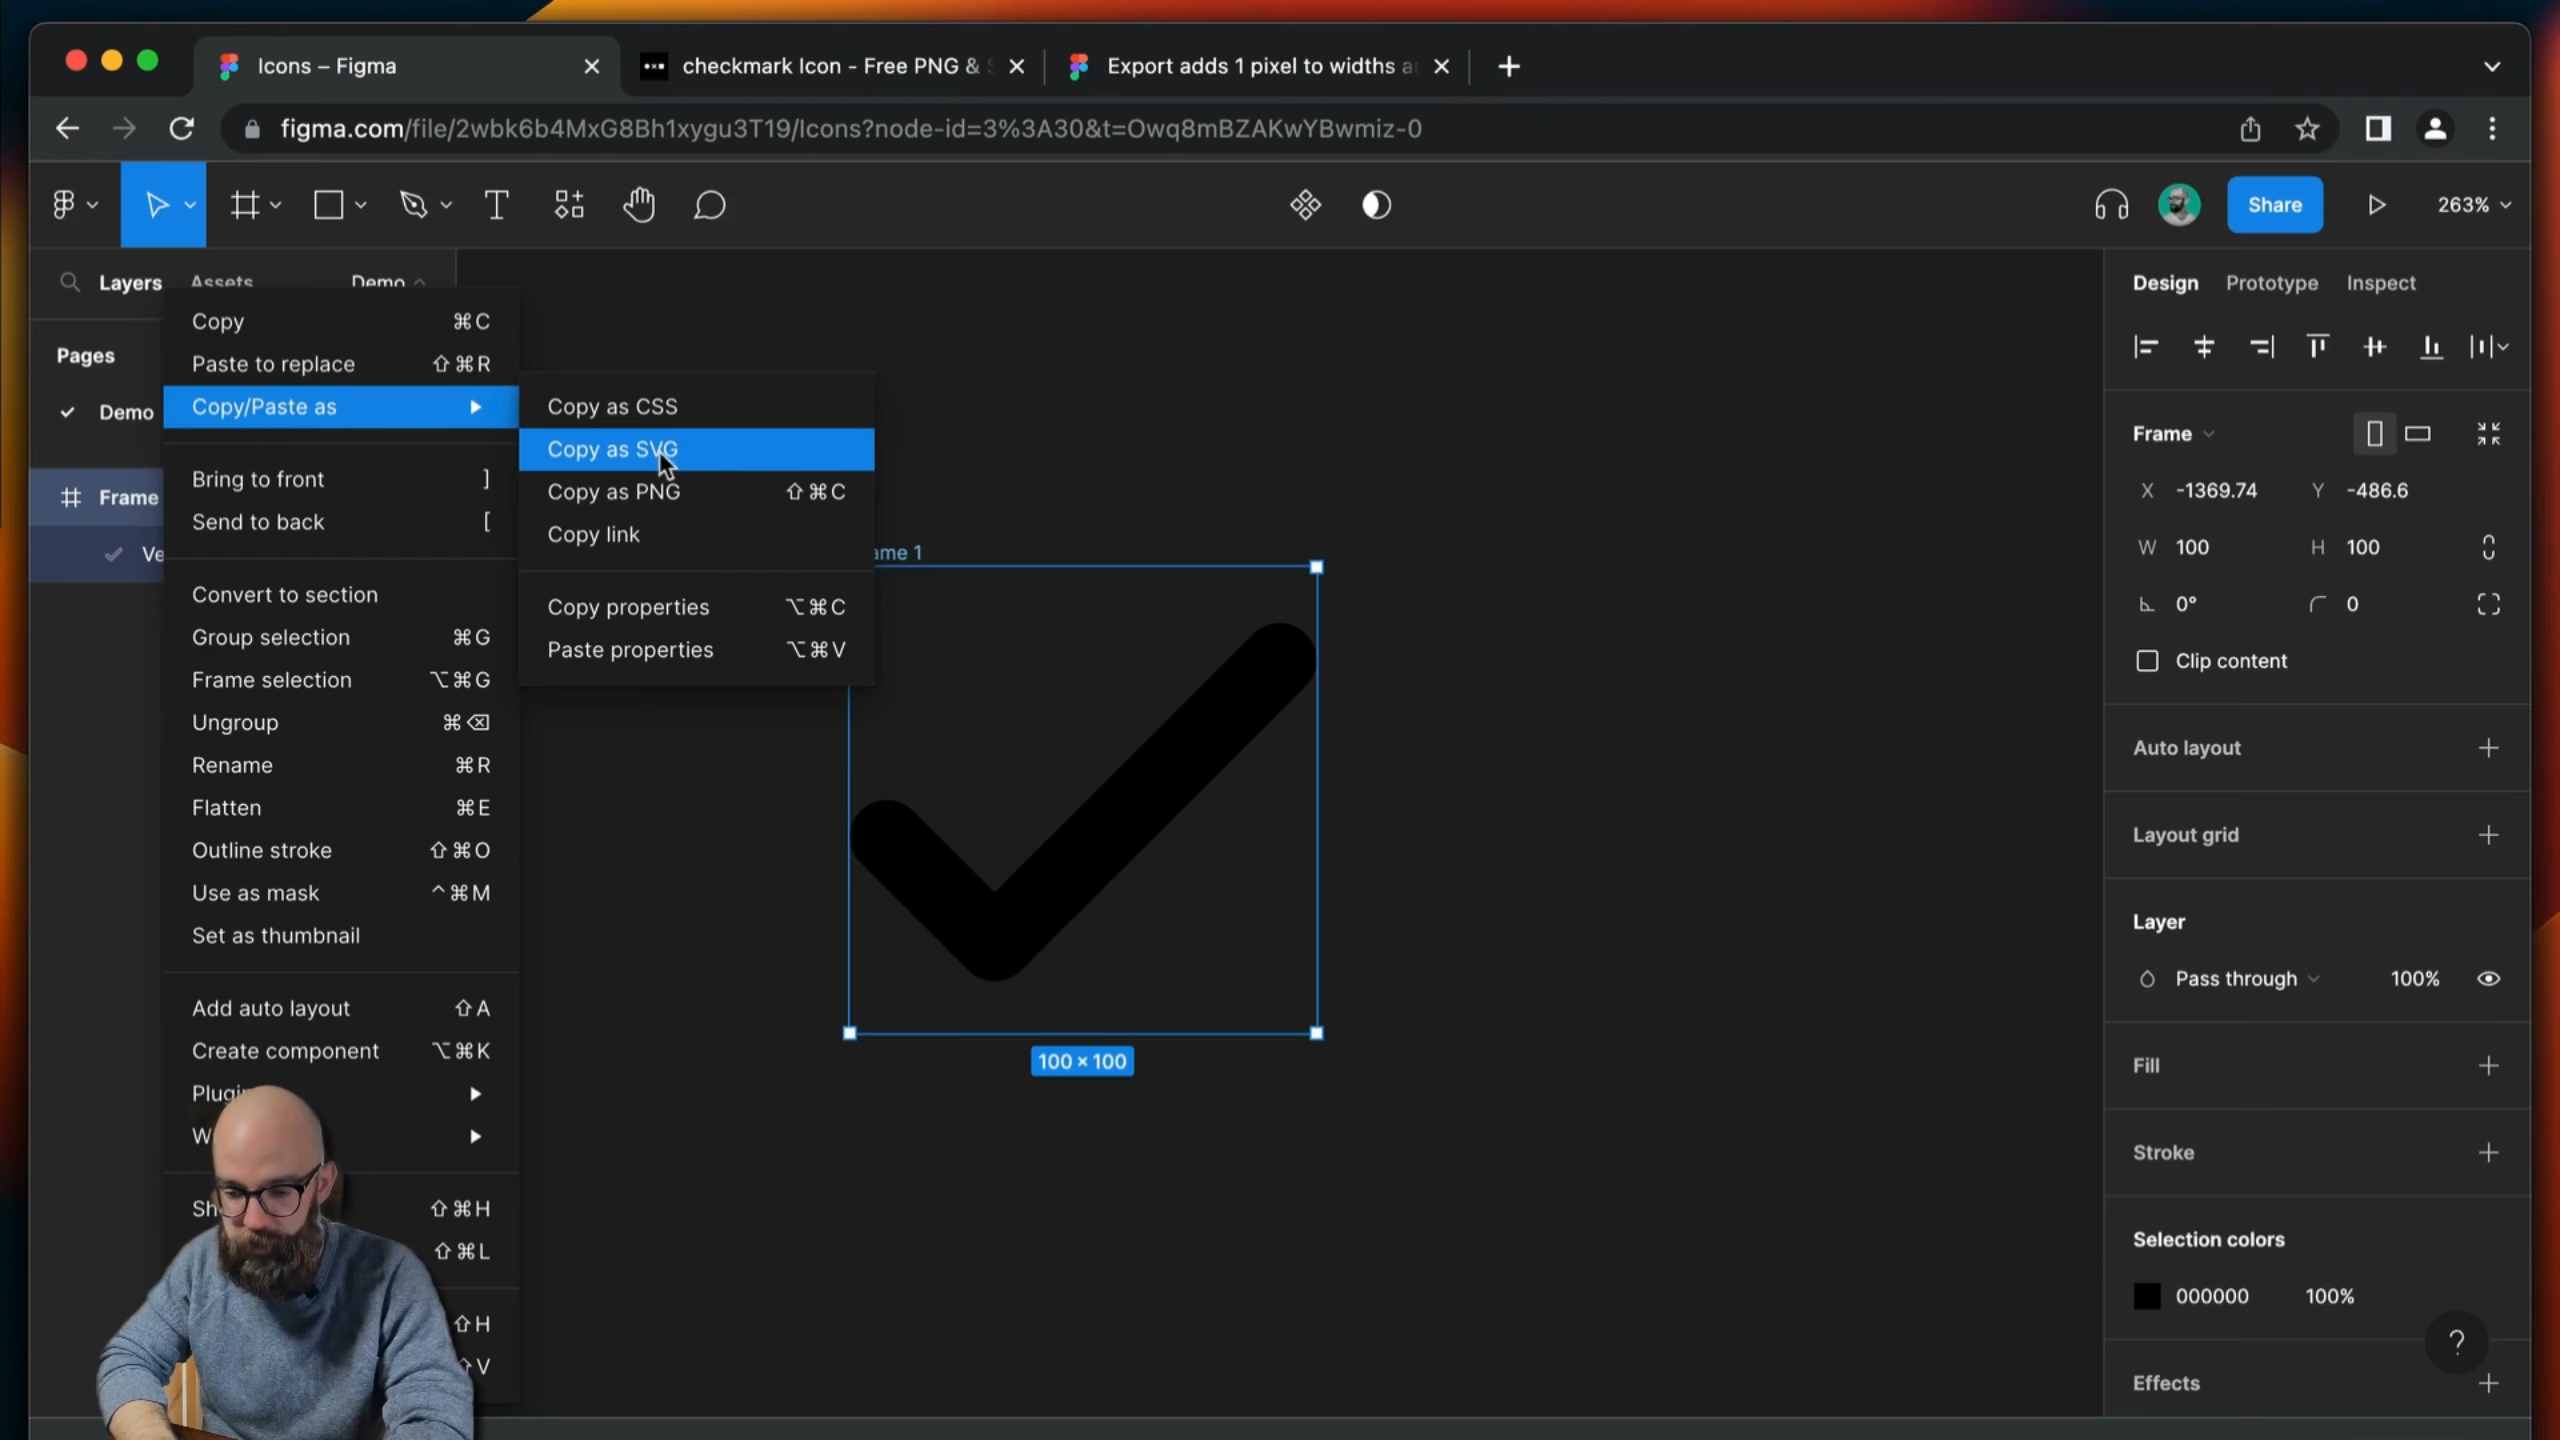 Icons – Figma
checkmark Icon - Free PNG &
Export adds 1 pixel to widths a
figma.com/file/2wbk6b4MxG8Bh1xygu3T19/Icons?node-id=3%3A30&t=Owq8mBZAKwYBwmiz-0
Share
263%
Layers Assets Demo
Pages
Demo
Frame
Ve
Copy ⌘C
Paste to replace ⇧⌘R
Copy/Paste as
Bring to front ]
Send to back [
Convert to section
Group selection ⌘G
Frame selection ⌥⌘G
Ungroup ⌘⌫
Rename ⌘R
Flatten ⌘E
Outline stroke ⇧⌘O
Use as mask ^⌘M
Set as thumbnail
Add auto layout ⇧A
Create component ⌥⌘K
Plugin
W
Sh ⇧⌘H
⇧⌘L
⇧H
⇧V
Copy as CSS
Copy as SVG
Copy as PNG ⇧⌘C
Copy link
Copy properties ⌥⌘C
Paste properties ⌥⌘V
ame 1
100 × 100
Design Prototype Inspect
Frame
X -1369.74 Y -486.6
W 100 H 100
0° 0
Clip content
Auto layout
Layout grid
Layer
Pass through 100%
Fill
Stroke
Selection colors
000000 100%
Effects
?